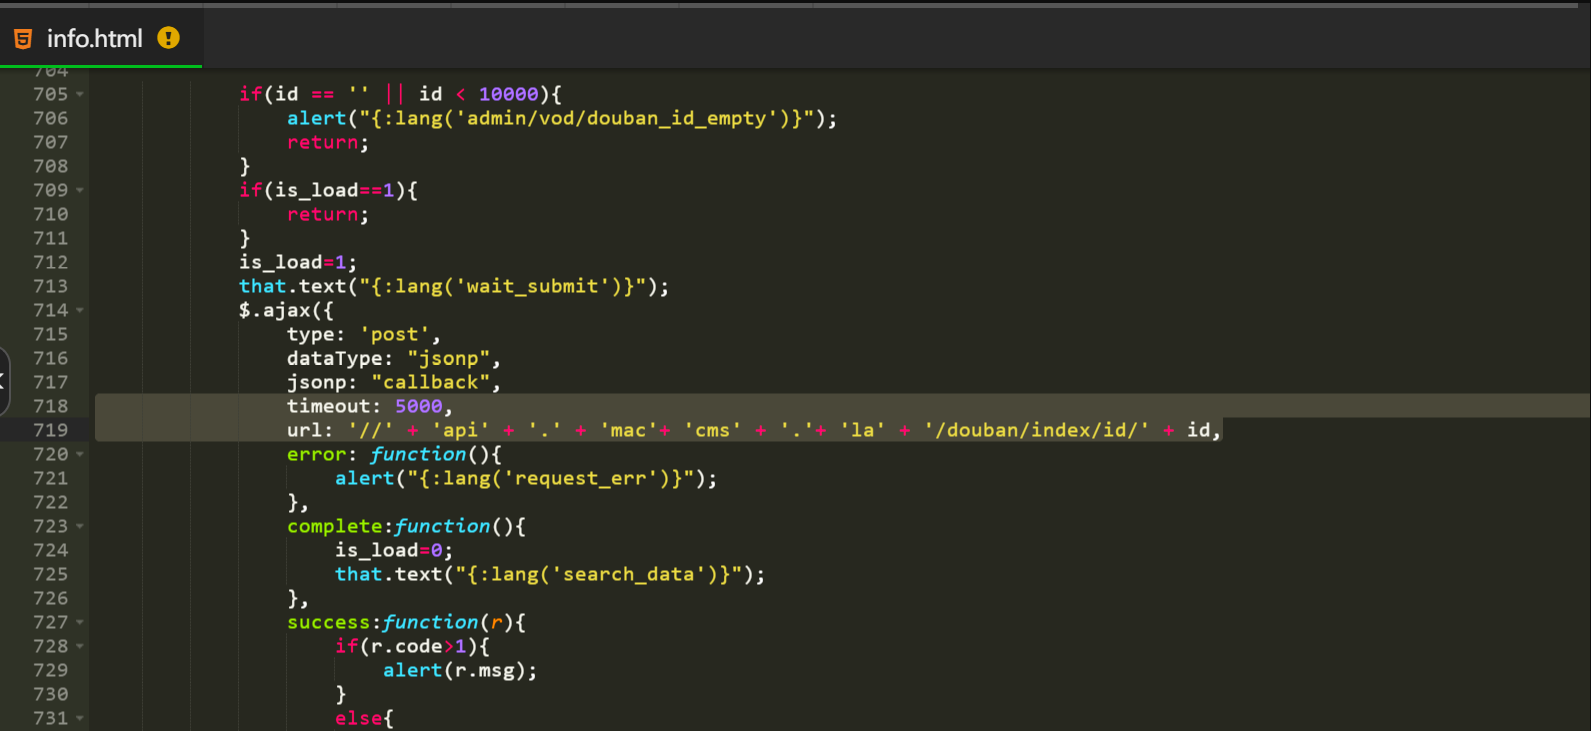 info.html
704
705 if(id == '' || id < 10000){
706 alert("{:lang('admin/vod/douban_id_empty')}");
707 return;
708 }
709 if(is_load==1){
710 return;
711 }
712 is_load=1;
713 that.text("{:lang('wait_submit')}");
714 $.ajax({
715 type: 'post',
716 dataType: "jsonp",
717 jsonp: "callback",
718 timeout: 5000,
719 url: '//' + 'api' + '.' + 'mac'+ 'cms' + '.'+ 'la' + '/douban/index/id/' + id,
720 error: function(){
721 alert("{:lang('request_err')}");
722 },
723 complete:function(){
724 is_load=0;
725 that.text("{:lang('search_data')}");
726 },
727 success:function(r){
728 if(r.code>1){
729 alert(r.msg);
730 }
731 else{